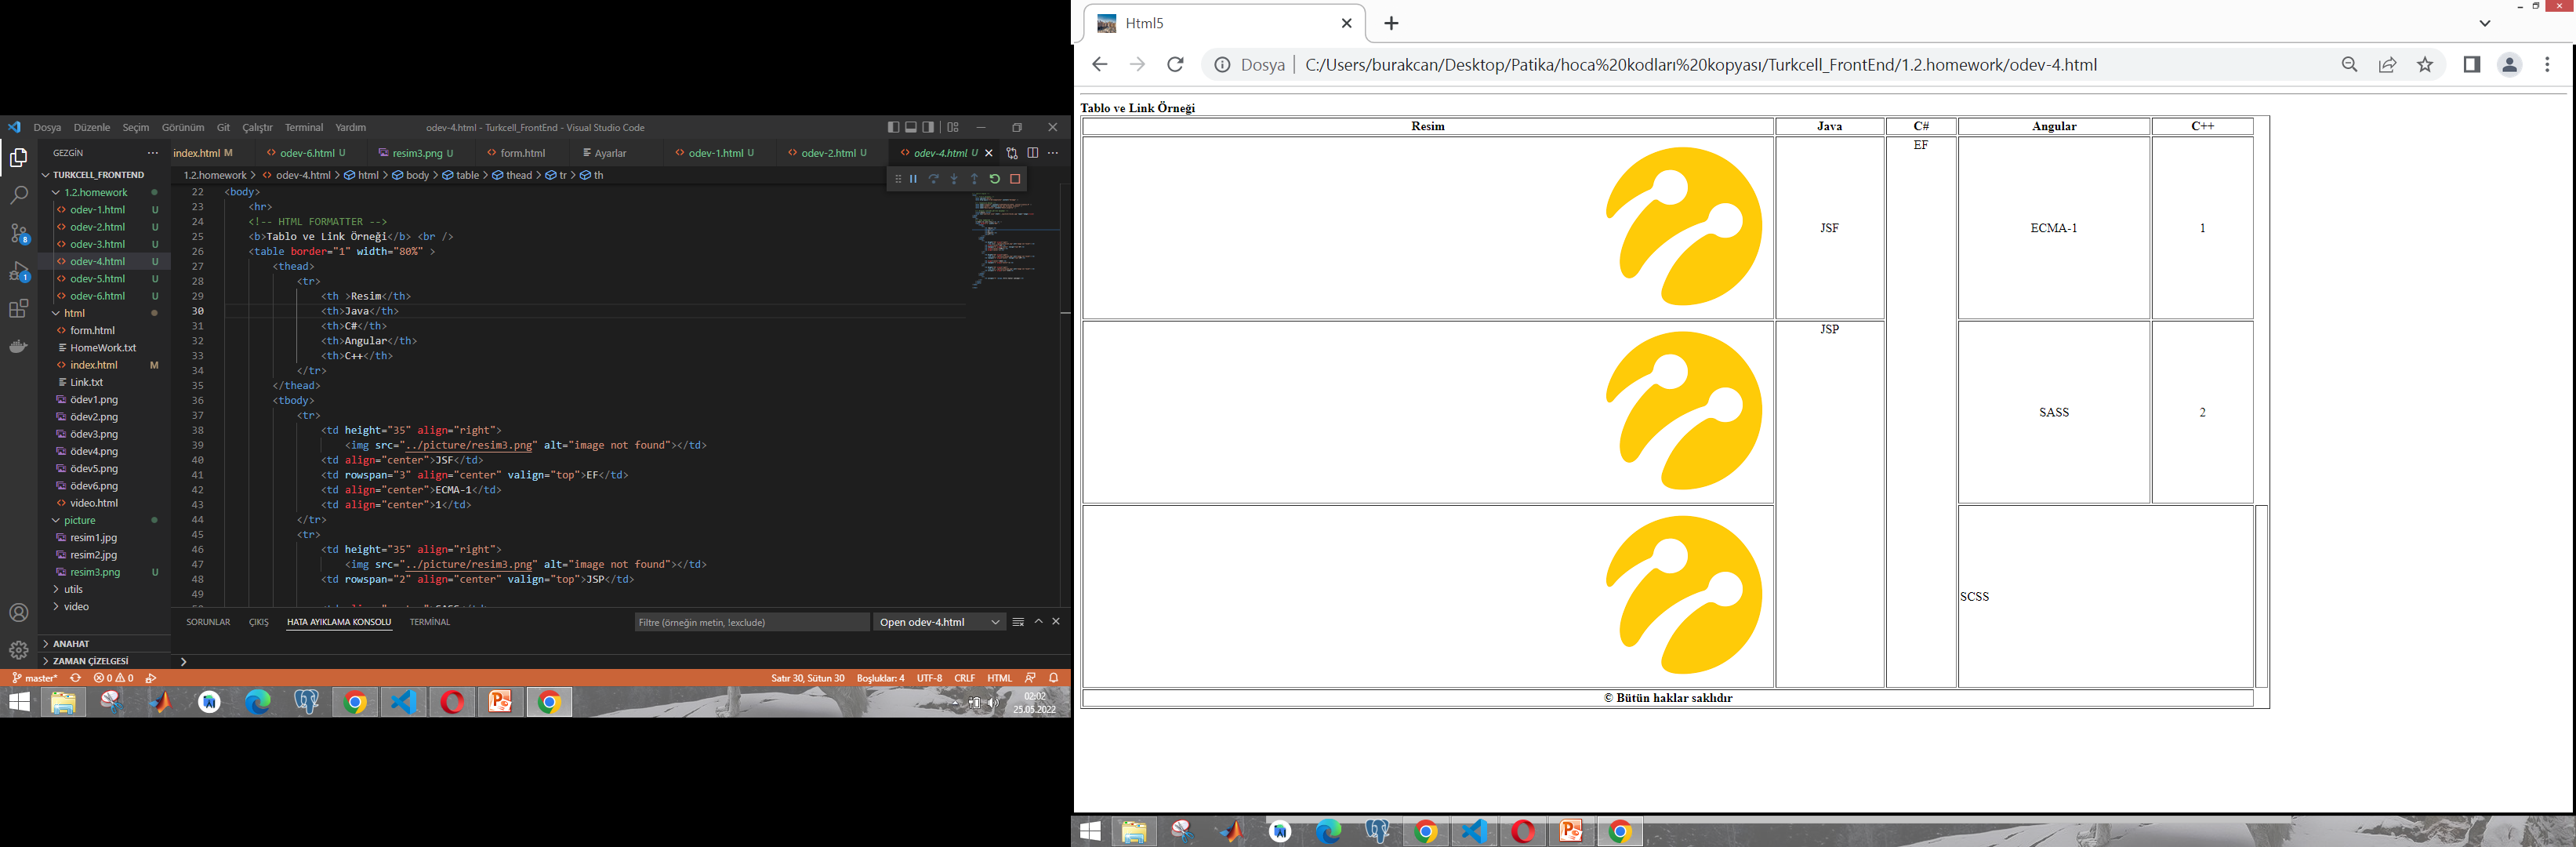 Dosya Düzenle Seçim Görünüm Git Çalıştır Terminal Yardım odev-4.html - Turkcell_FrontEnd - Visual Studio Code
GEZGİN ···
index.html M odev-6.html U resim3.png U form.html Ayarlar odev-1.html U odev-2.html U odev-4.html U
TURKCELL_FRONTEND
1.2.homework
odev-1.html U
odev-2.html U
odev-3.html U
odev-4.html U
odev-5.html U
odev-6.html U
html
form.html
HomeWork.txt
index.html M
Link.txt
ödev1.png
ödev2.png
ödev3.png
ödev4.png
ödev5.png
ödev6.png
video.html
picture
resim1.jpg
resim2.jpg
resim3.png U
utils
video
ANAHAT
ZAMAN ÇİZELGESİ
8
1
1.2.homework > odev-4.html > html > body > table > thead > tr > th
22 <body>
23 <hr>
24 <!-- HTML FORMATTER -->
25 <b>Tablo ve Link Örneği</b> <br />
26 <table border="1" width="80%" >
27 <thead>
28 <tr>
29 <th >Resim</th>
30 <th>Java</th>
31 <th>C#</th>
32 <th>Angular</th>
33 <th>C++</th>
34 </tr>
35 </thead>
36 <tbody>
37 <tr>
38 <td height="35" align="right">
39 <img src="../picture/resim3.png" alt="image not found"></td>
40 <td align="center">JSF</td>
41 <td rowspan="3" align="center" valign="top">EF</td>
42 <td align="center">ECMA-1</td>
43 <td align="center">1</td>
44 </tr>
45 <tr>
46 <td height="35" align="right">
47 <img src="../picture/resim3.png" alt="image not found"></td>
48 <td rowspan="2" align="center" valign="top">JSP</td>
49
SORUNLAR ÇIKIŞ HATA AYIKLAMA KONSOLU TERMİNAL Filtre (örneğin metin, !exclude) Open odev-4.html
master* 0 0 Satır 30, Sütun 30 Boşluklar: 4 UTF-8 CRLF HTML
02:02
25.05.2022
Html5
Dosya | C:/Users/burakcan/Desktop/Patika/hoca%20kodları%20kopyası/Turkcell_FrontEnd/1.2.homework/odev-4.html
Tablo ve Link Örneği
Resim Java C# Angular C++
EF
JSF ECMA-1 1
JSP
SASS 2
SCSS
© Bütün haklar saklıdır